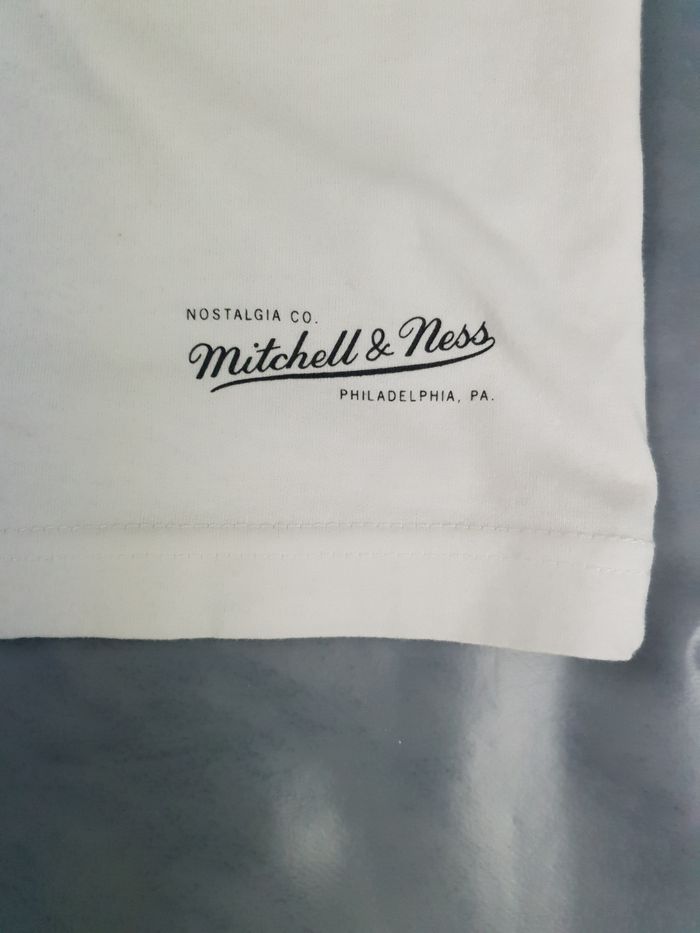 NOSTALGIA CO.
Mitchell & Ness
PHILADELPHIA, PA.